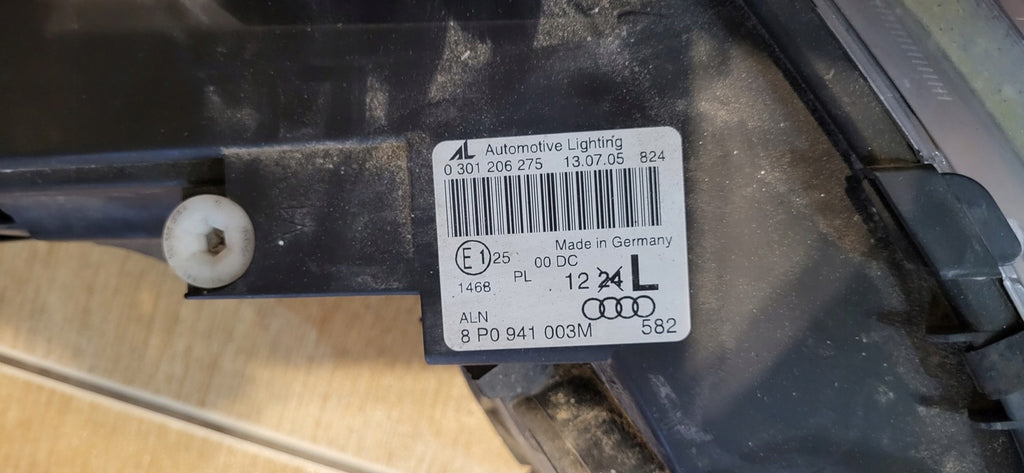 AL Automotive Lighting
0 301 206 275 13.07.05 824
Made in Germany
E1 25 00 DC
1468 PL 12 24 L
ALN
8 P0 941 003M 582